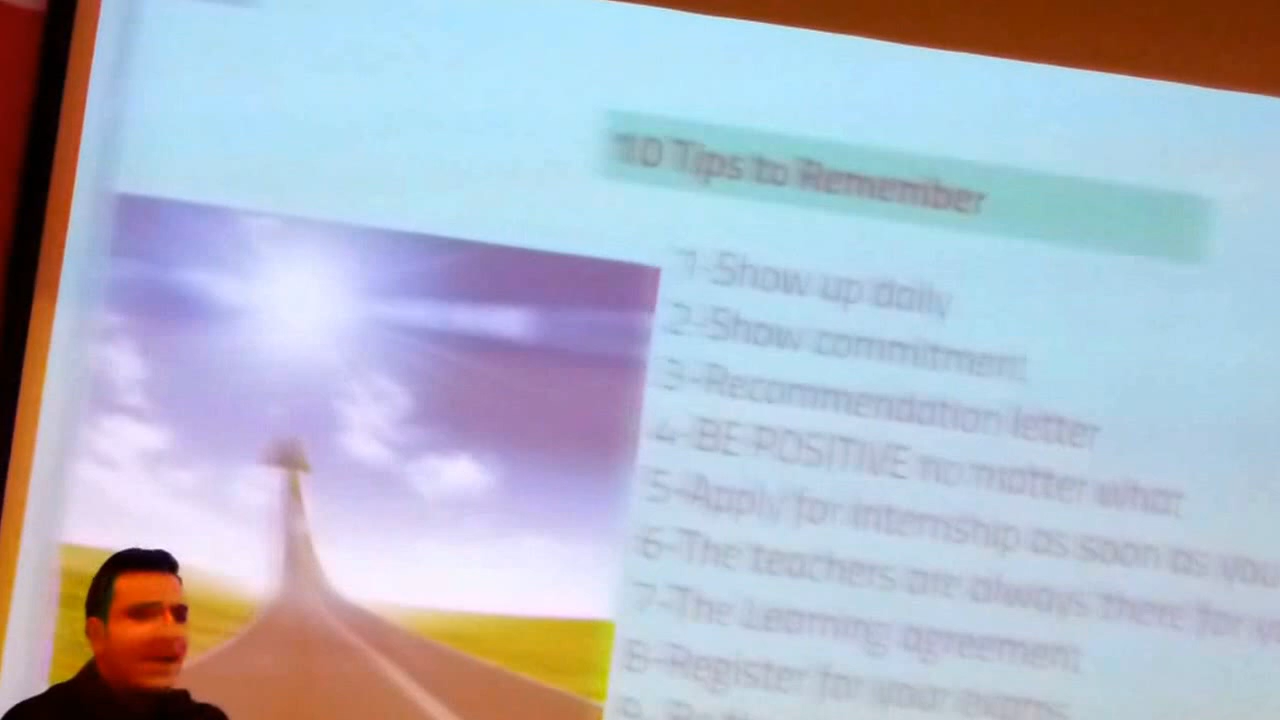 10 Tips to Remember
1-Show up daily
2-Show commitment
3-Recommendation letter
4-BE POSITIVE no matter what
5-Apply for internship as soon as you
6-The teachers are always there for
7-The Learning agreement
8-Register for your exams
9-